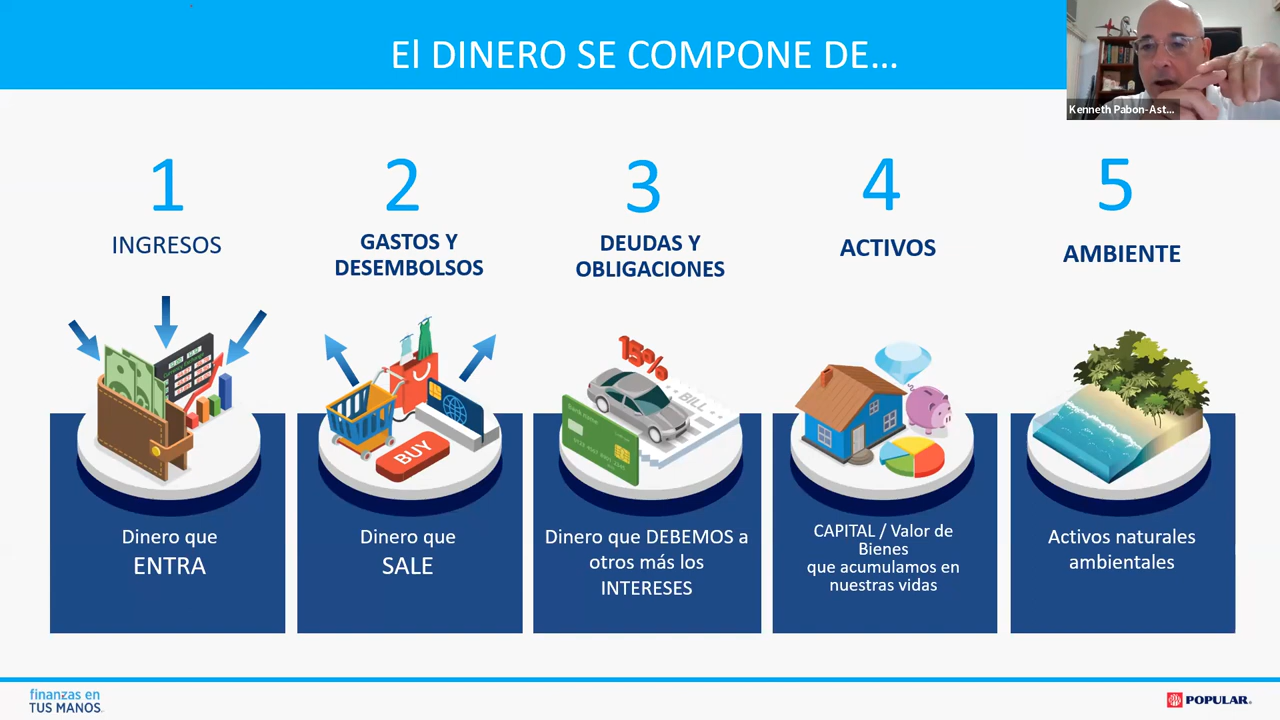 El DINERO SE COMPONE DE...
Kenneth Pabon-Ast...
1
INGRESOS
2
GASTOS Y
DESEMBOLSOS
3
DEUDAS Y
OBLIGACIONES
4
ACTIVOS
5
AMBIENTE
BUY
15%
BILL
Bank name
Dinero que
ENTRA
Dinero que
SALE
Dinero que DEBEMOS a
otros más los
INTERESES
CAPITAL / Valor de
Bienes
que acumulamos en
nuestras vidas
Activos naturales
ambientales
finanzas en
TUS MANOS
POPULAR